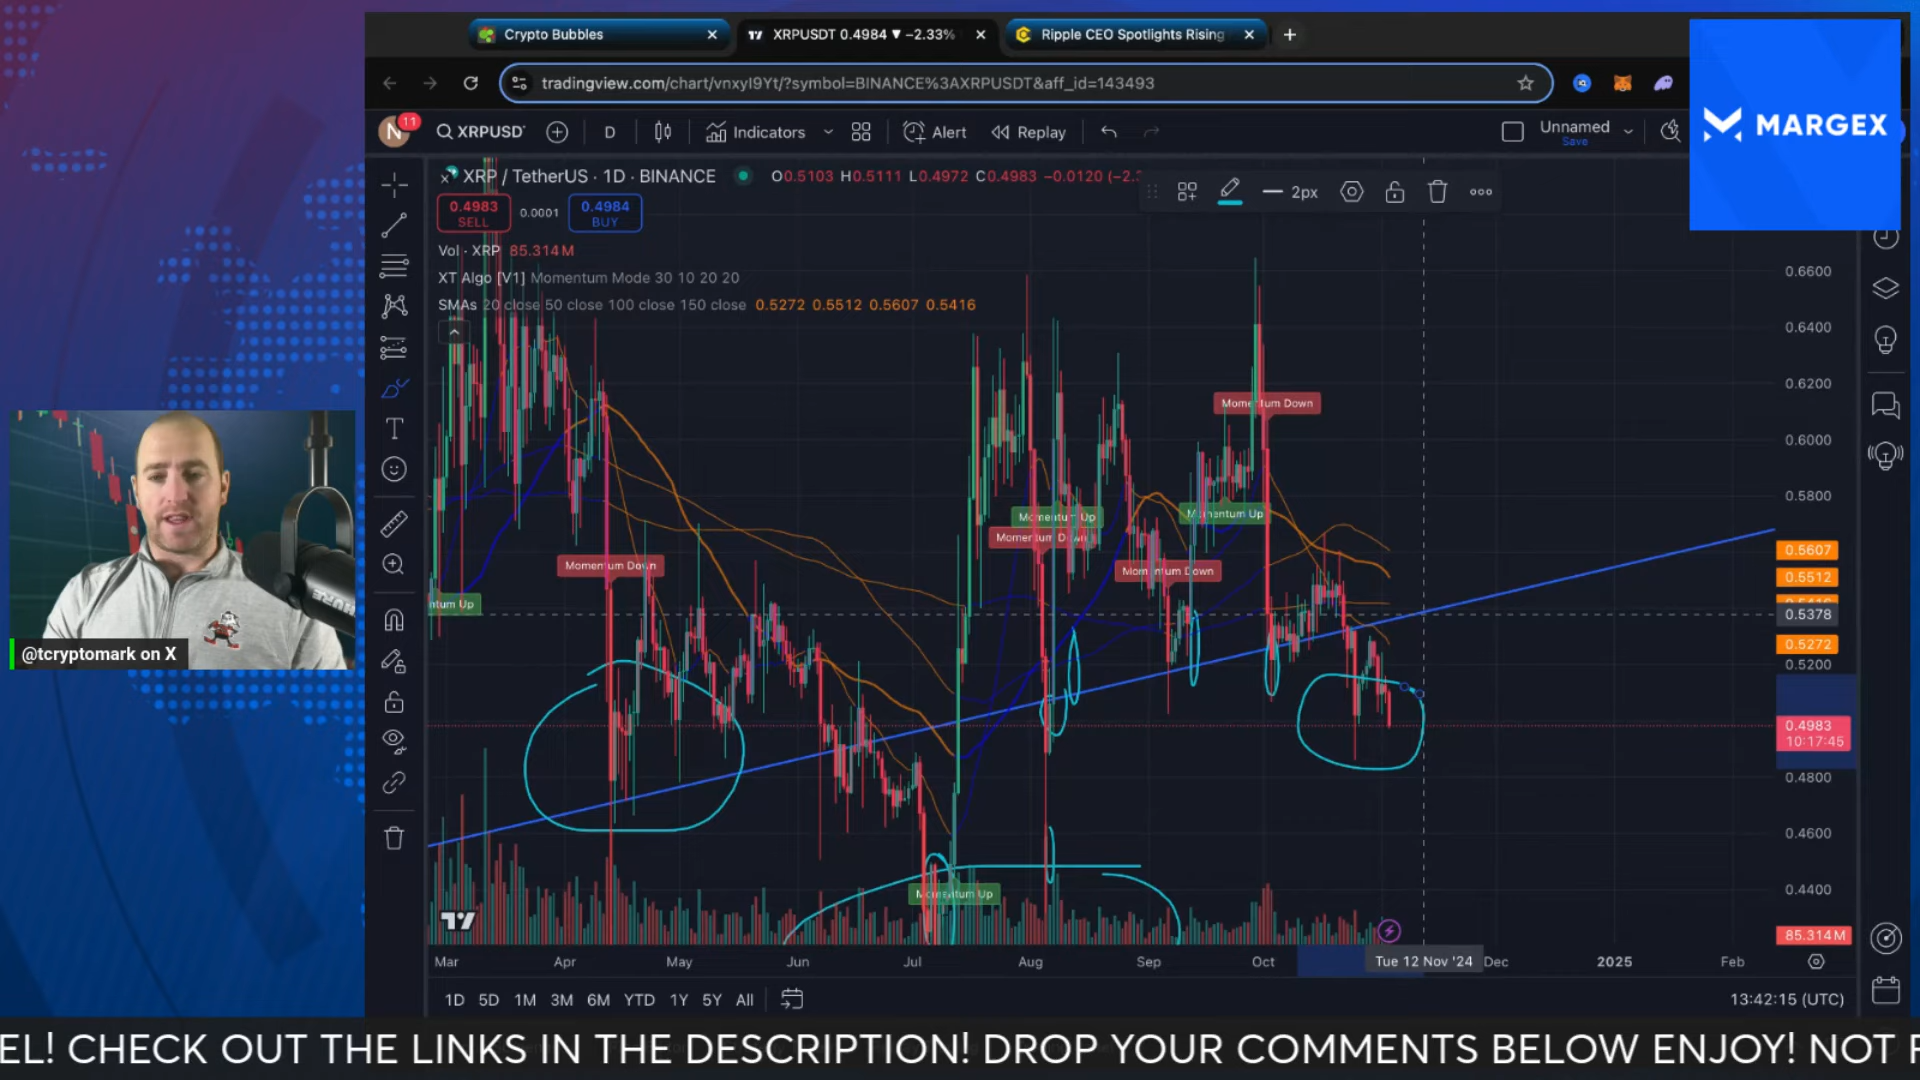 Crypto Bubbles
XRPUSDT 0.4984 ▼ −2.33%
Ripple CEO Spotlights Rising
tradingview.com/chart/vnxyI9Yt/?symbol=BINANCE%3AXRPUSDT&aff_id=143493
MARGEX
N
11
XRPUSDT
D
Indicators
Alert
Replay
Unnamed
Save
XRP / TetherUS · 1D · BINANCE
O0.5103 H0.5111 L0.4972 C0.4983 −0.0120
2px
0.4983
SELL
0.0001
0.4984
BUY
Vol · XRP 85.314M
XT Algo [V1] Momentum Mode 30 10 20 20
SMAs 20 close 50 close 100 close 150 close 0.5272 0.5512 0.5607 0.5416
0.6600
0.6400
0.6200
0.6000
0.5800
0.5607
0.5512
0.5378
0.5272
0.5200
0.4983
10:17:45
0.4800
0.4600
0.4400
85.314M
Momentum Down
Momentum Up
Momentum Up
Momentum Down
Momentum Down
Momentum Down
ntum Up
Momentum Up
@tcryptomark on X
SHURE
Mar
Apr
May
Jun
Jul
Aug
Sep
Oct
Tue 12 Nov '24
Dec
2025
Feb
1D 5D 1M 3M 6M YTD 1Y 5Y All
13:42:15 (UTC)
EL! CHECK OUT THE LINKS IN THE DESCRIPTION! DROP YOUR COMMENTS BELOW ENJOY! NOT F